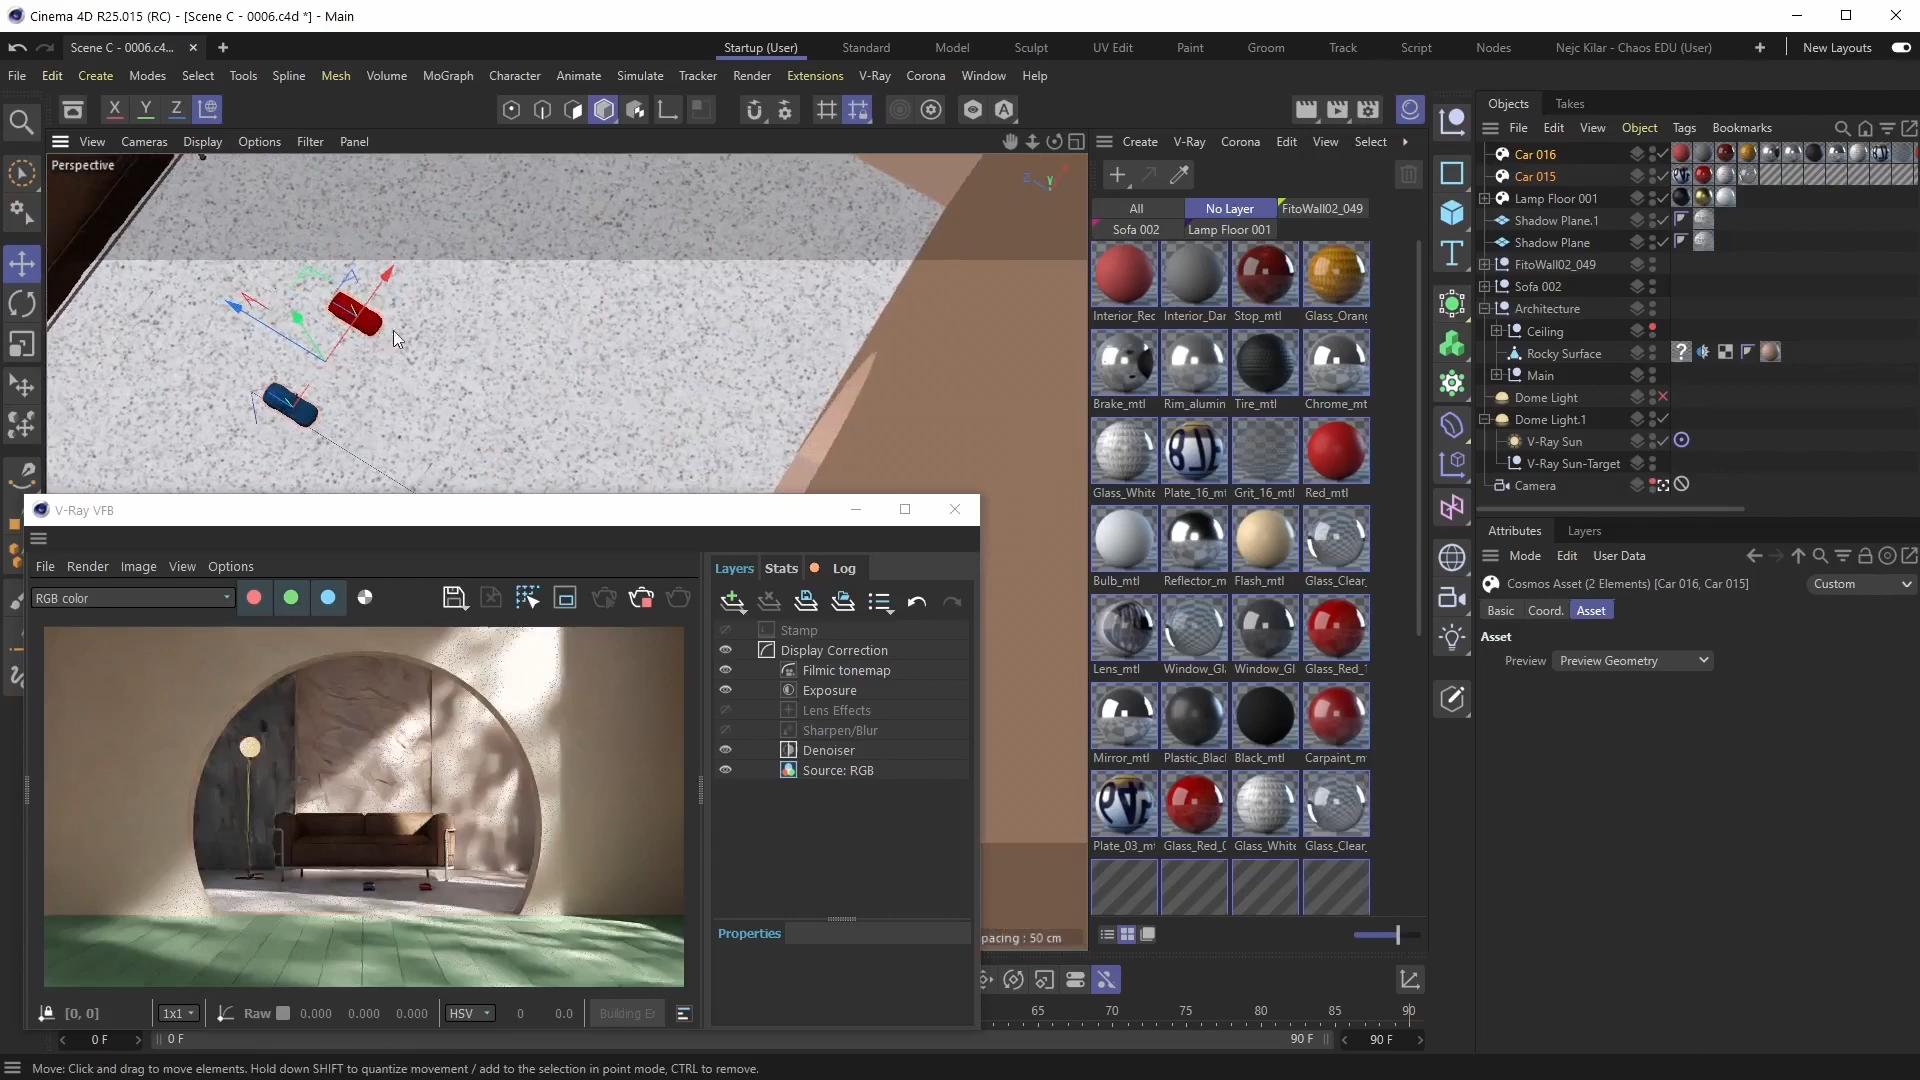 Cinema 4D R25.015 (RC) - [Scene C - 0006.c4d *] - Main
Scene C - 0006.c4...
Startup (User)
Standard
Model
Sculpt
UV Edit
Paint
Groom
Track
Script
Nodes
Nejc Kilar - Chaos EDU (User)
New Layouts
File Edit Create Modes Select Tools Spline Mesh Volume MoGraph Character Animate Simulate Tracker Render Extensions V-Ray Corona Window Help
X Y Z
View Cameras Display Options Filter Panel
Perspective
Z Y
pacing : 50 cm
Create V-Ray Corona Edit View Select
All No Layer FitoWall02_049
Sofa 002 Lamp Floor 001
Interior_Rec Interior_Dar Stop_mtl Glass_Oran
Brake_mtl Rim_alumin Tire_mtl Chrome_mt
Glass_White Plate_16_mt Grit_16_mtl Red_mtl
Bulb_mtl Reflector_m Flash_mtl Glass_Clear_
Lens_mtl Window_Gl Window_Gl Glass_Red_
Mirror_mtl Plastic_Blac Black_mtl Carpaint_m
Plate_03_mt Glass_Red_0 Glass_White Glass_Clear_
Objects Takes
File Edit View Object Tags Bookmarks
Car 016
Car 015
Lamp Floor 001
Shadow Plane.1
Shadow Plane
FitoWall02_049
Sofa 002
Architecture
Ceiling
Rocky Surface
Main
Dome Light
Dome Light.1
V-Ray Sun
V-Ray Sun-Target
Camera
Attributes Layers
Mode Edit User Data
Cosmos Asset (2 Elements) [Car 016, Car 015]
Custom
Basic Coord. Asset
Asset
Preview Preview Geometry
V-Ray VFB
File Render Image View Options
RGB color
Layers Stats Log
Stamp
Display Correction
Filmic tonemap
Exposure
Lens Effects
Sharpen/Blur
Denoiser
Source: RGB
Properties
[0, 0] 1x1 Raw 0.000 0.000 0.000 HSV 0 0.0 Building Er
65 70 75 80 85 90
0 F 0 F 90 F 90 F
Move: Click and drag to move elements. Hold down SHIFT to quantize movement / add to the selection in point mode, CTRL to remove.